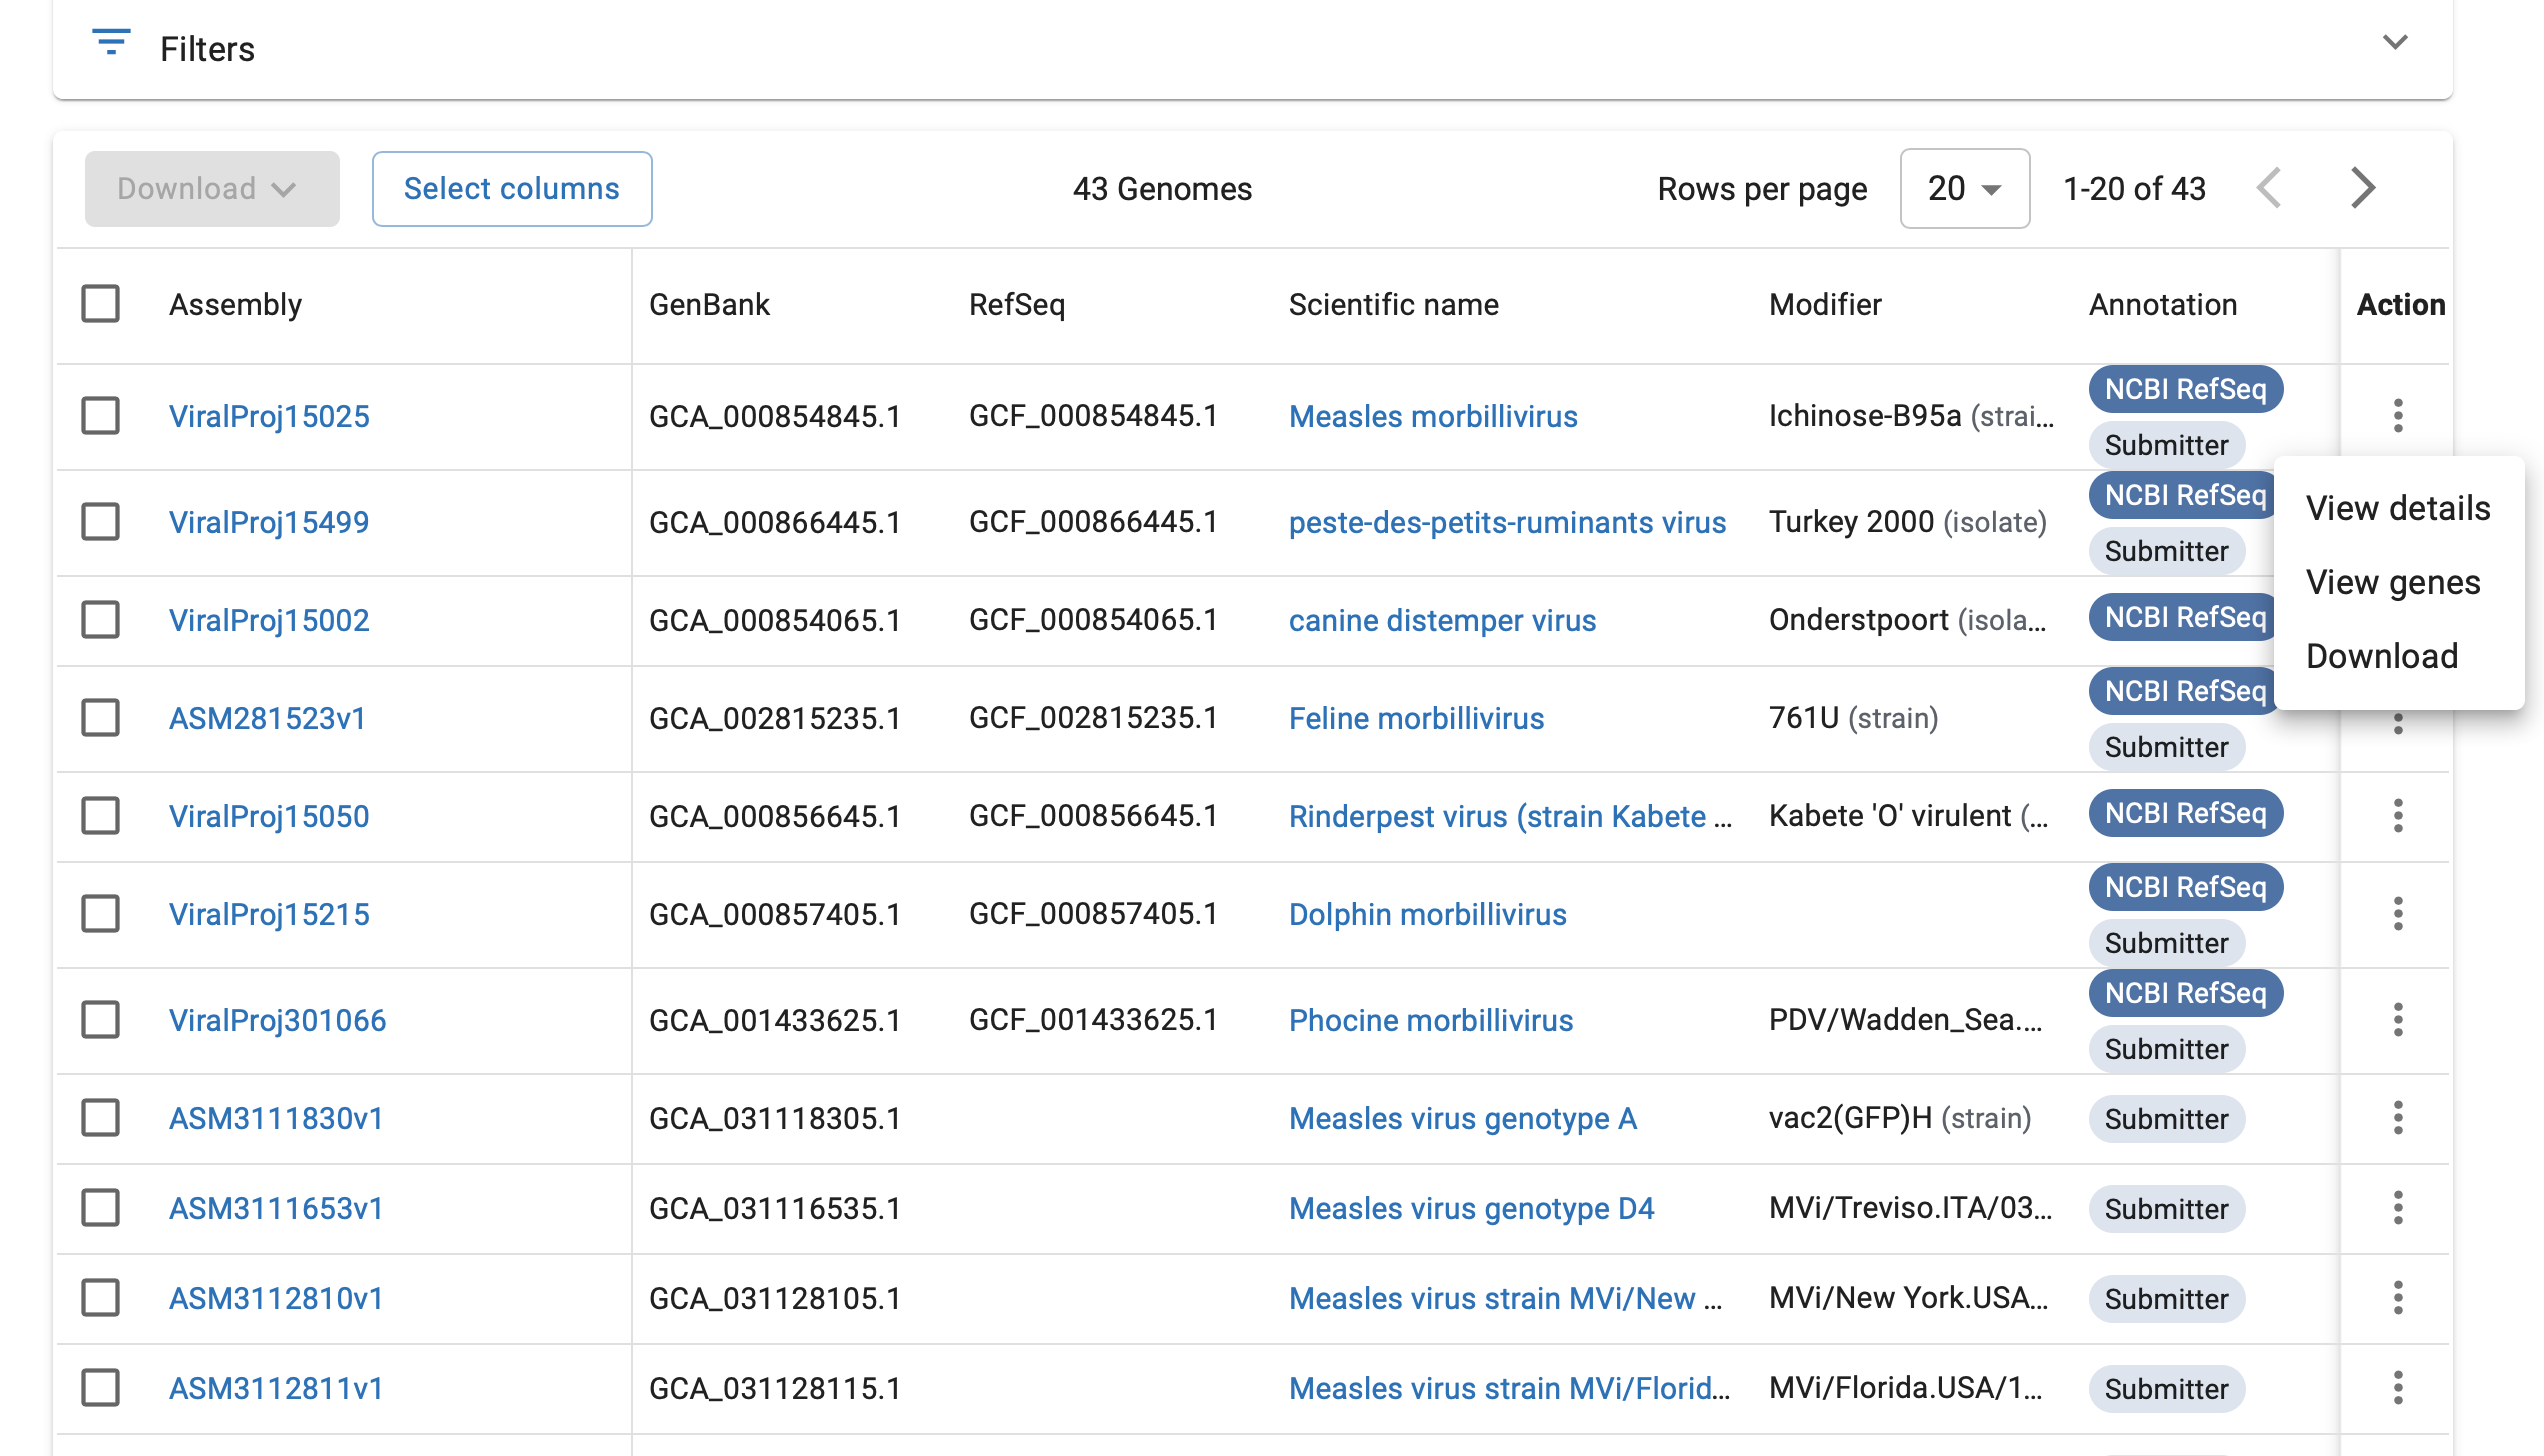 Filters
Download
Select columns
43 Genomes
Rows per page
20
1-20 of 43
Assembly GenBank RefSeq Scientific name Modifier Annotation Action
ViralProj15025 GCA_000854845.1 GCF_000854845.1 Measles morbillivirus Ichinose-B95a (strai... NCBI RefSeq
Submitter
ViralProj15499 GCA_000866445.1 GCF_000866445.1 peste-des-petits-ruminants virus Turkey 2000 (isolate) NCBI RefSeq
Submitter
View details
View genes
Download
ViralProj15002 GCA_000854065.1 GCF_000854065.1 canine distemper virus Onderstpoort (isola... NCBI RefSeq
ASM281523v1 GCA_002815235.1 GCF_002815235.1 Feline morbillivirus 761U (strain) NCBI RefSeq
Submitter
ViralProj15050 GCA_000856645.1 GCF_000856645.1 Rinderpest virus (strain Kabete ... Kabete 'O' virulent (... NCBI RefSeq
ViralProj15215 GCA_000857405.1 GCF_000857405.1 Dolphin morbillivirus NCBI RefSeq
Submitter
ViralProj301066 GCA_001433625.1 GCF_001433625.1 Phocine morbillivirus PDV/Wadden_Sea.... NCBI RefSeq
Submitter
ASM3111830v1 GCA_031118305.1 Measles virus genotype A vac2(GFP)H (strain) Submitter
ASM3111653v1 GCA_031116535.1 Measles virus genotype D4 MVi/Treviso.ITA/03... Submitter
ASM3112810v1 GCA_031128105.1 Measles virus strain MVi/New ... MVi/New York.USA... Submitter
ASM3112811v1 GCA_031128115.1 Measles virus strain MVi/Florid... MVi/Florida.USA/1... Submitter